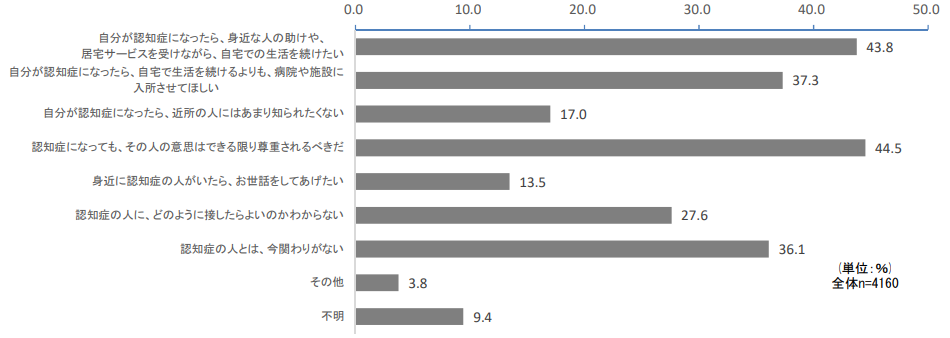 0.0 10.0 20.0 30.0 40.0 50.0
自分が認知症になったら、身近な人の助けや、
居宅サービスを受けながら、自宅での生活を続けたい
43.8
自分が認知症になったら、自宅で生活を続けるよりも、病院や施設に
入所させてほしい
37.3
自分が認知症になったら、近所の人にはあまり知られたくない
17.0
認知症になっても、その人の意思はできる限り尊重されるべきだ
44.5
身近に認知症の人がいたら、お世話をしてあげたい
13.5
認知症の人に、どのように接したらよいのかわからない
27.6
認知症の人とは、今関わりがない
36.1
その他
3.8
不明
9.4
(単位：%)
全体n=4160